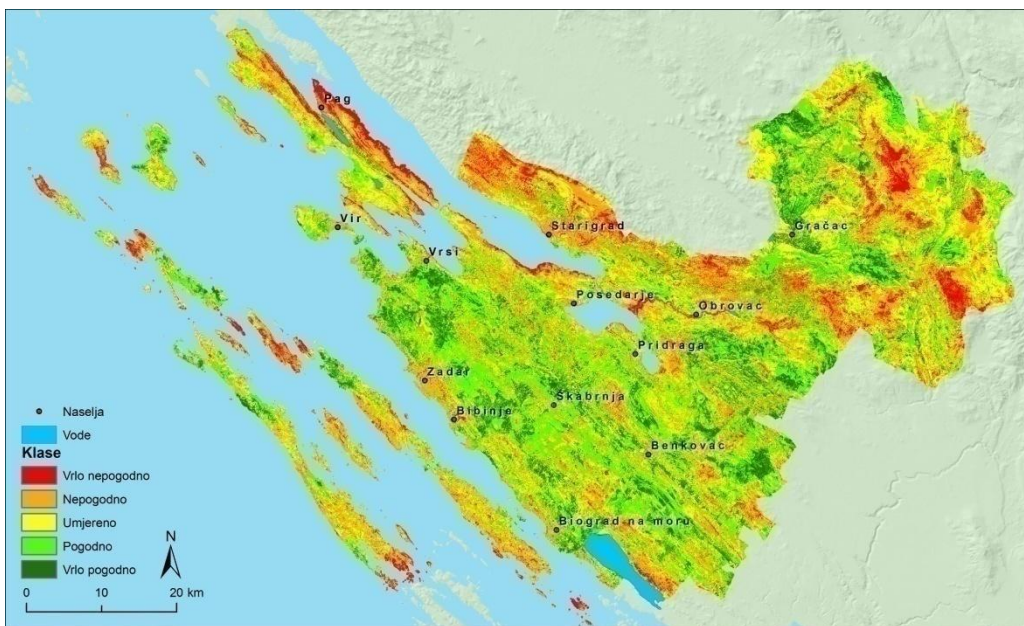 Pag
Vir
Vrsi
Starigrad
Gračac
Posedarje
Obrovac
Pridraga
Zadar
Škabrnja
Bibinje
Benkovac
Biograd na moru
Naselja
Vode
Klase
Vrlo nepogodno
Nepogodno
Umjereno
Pogodno
Vrlo pogodno
N
0 10 20 km